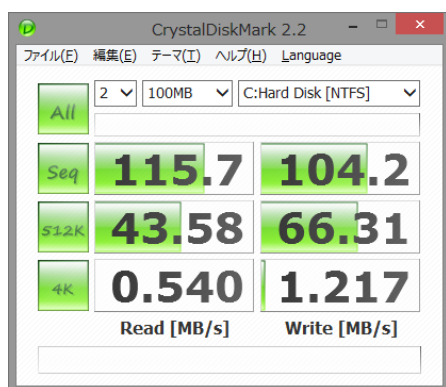 CrystalDiskMark 2.2
ファイル(F) 編集(E) テーマ(T) ヘルプ(H) Language
All 2 100MB C:Hard Disk [NTFS]
Seq 115.7 104.2
512K 43.58 66.31
4K 0.540 1.217
Read [MB/s] Write [MB/s]